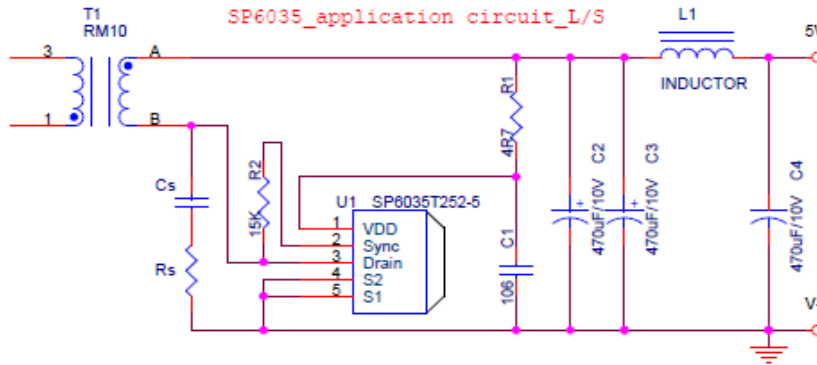 SP6035_application circuit_L/S
T1
RM10
3
1
A
B
L1
INDUCTOR
5V
R1
4R7
C2
470uF/10V
C3
470uF/10V
C4
470uF/10V
Cs
Rs
R2
15K
U1 SP6035T252-5
1 VDD
2 Sync
3 Drain
4 S2
5 S1
C1
106
+
+
V-